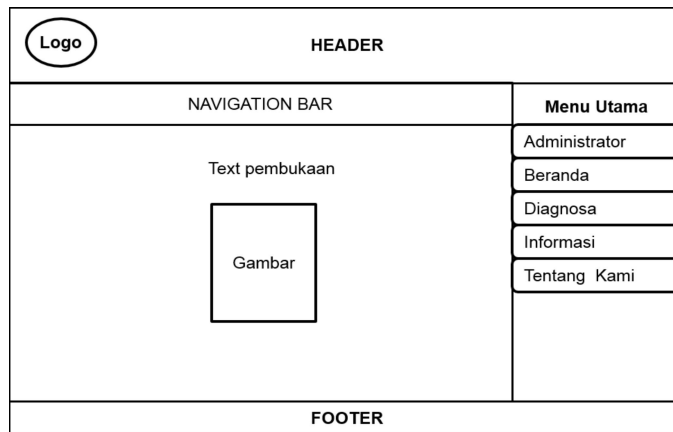 Logo
HEADER
NAVIGATION BAR
Menu Utama
Text pembukaan
Gambar
Administrator
Beranda
Diagnosa
Informasi
Tentang Kami
FOOTER